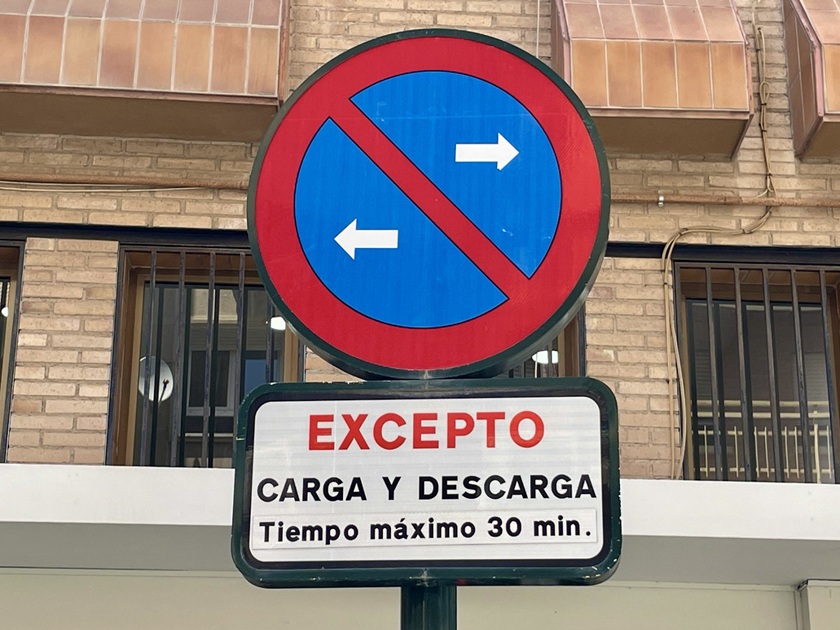 EXCEPTO
CARGA Y DESCARGA
Tiempo máximo 30 min.